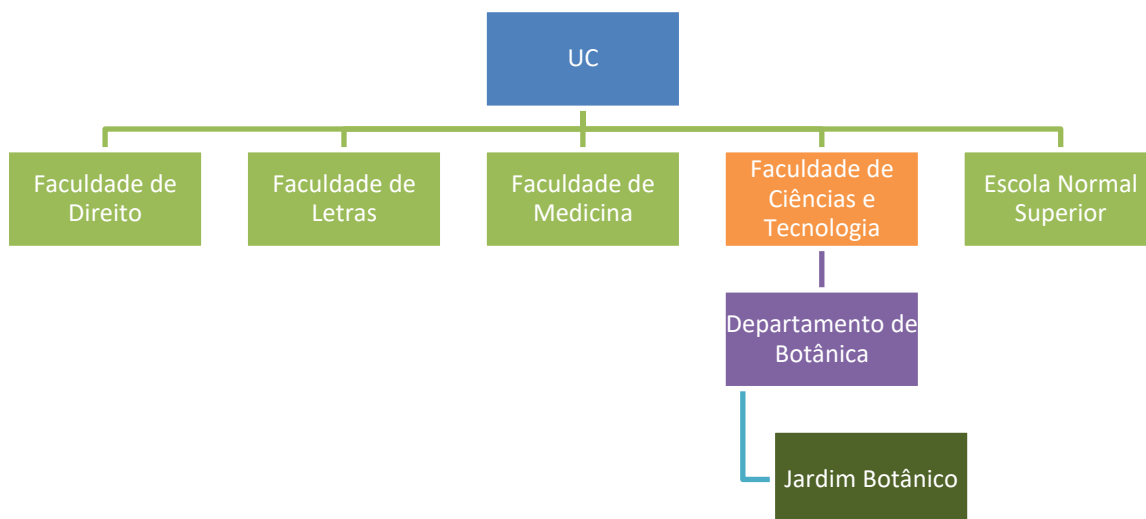 UC
Faculdade de
Direito
Faculdade de
Letras
Faculdade de
Medicina
Faculdade de
Ciências e
Tecnologia
Escola Normal
Superior
Departamento de
Botânica
Jardim Botânico